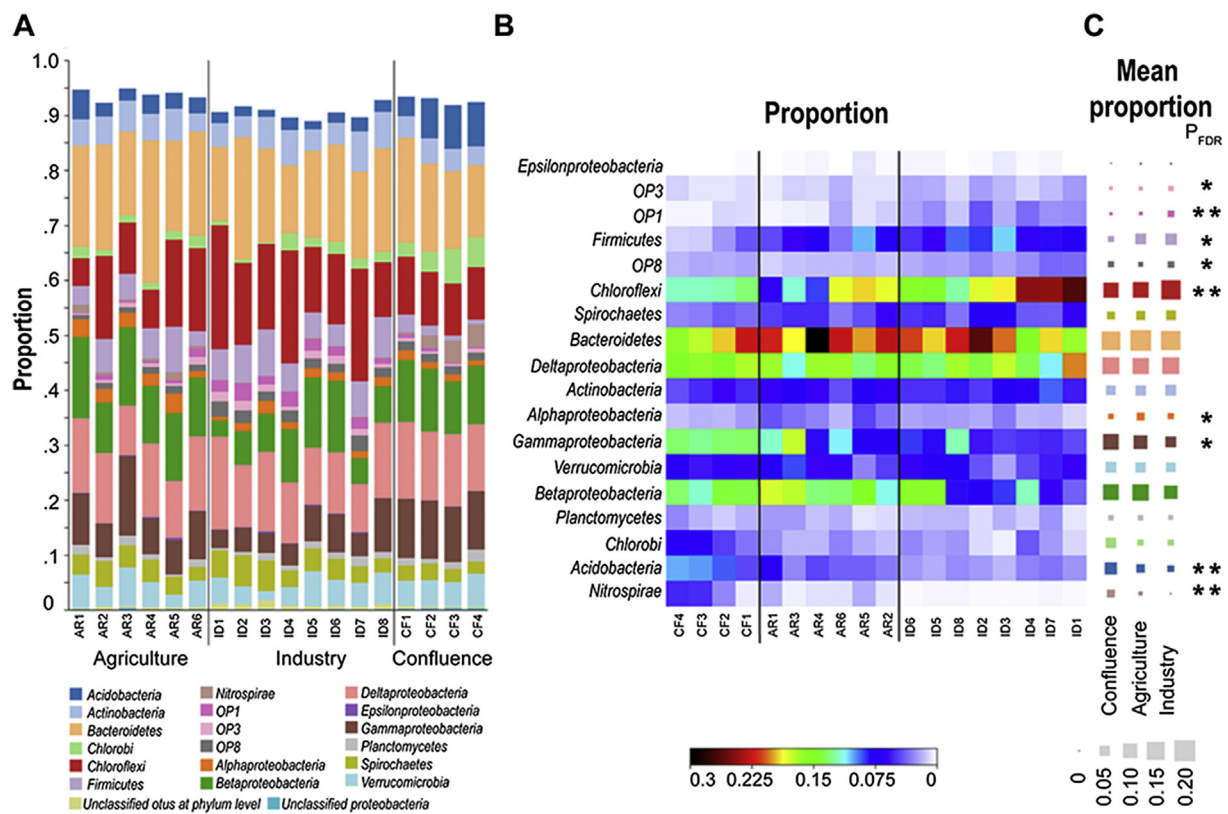 A
1.0
.9
.8
7
.6
.5
.4
.3
.2
.1
0
Proportion
AR1 AR2 AR3 AR4 AR5 AR6 ID1 ID2 ID3 ID4 ID5 ID6 ID7 ID8 CF1 CF2 CF3 CF4
Agriculture Industry Confluence
Acidobacteria
Actinobacteria
Bacteroidetes
Chlorobi
Chloroflexi
Firmicutes
Nitrospirae
OP1
OP3
OP8
Alphaproteobacteria
Betaproteobacteria
Deltaproteobacteria
Epsilonproteobacteria
Gammaproteobacteria
Planctomycetes
Spirochaetes
Verrucomicrobia
Unclassified otus at phylum level Unclassified proteobacteria
B
Proportion
Epsilonproteobacteria
OP3
OP1
Firmicutes
OP8
Chloroflexi
Spirochaetes
Bacteroidetes
Deltaproteobacteria
Actinobacteria
Alphaproteobacteria
Gammaproteobacteria
Verrucomicrobia
Betaproteobacteria
Planctomycetes
Chlorobi
Acidobacteria
Nitrospirae
CF4 CF3 CF2 CF1 AR1 AR3 AR4 AR6 AR5 AR2 ID6 ID5 ID8 ID2 ID3 ID4 ID7 ID1
0.3 0.225 0.15 0.075 0
C
Mean
proportion
PFDR
*
**
*
*
**
*
*
**
**
Confluence
Agriculture
Industry
0 0.05 0.10 0.15 0.20